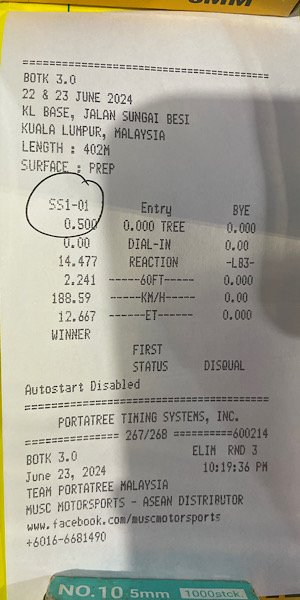 5MM
==================================
BOTK 3.0
22 & 23 JUNE 2024
KL BASE, JALAN SUNGAI BESI
KUALA LUMPUR, MALAYSIA
LENGTH : 402M
SURFACE : PREP
SS1-01 Entry BYE
0.500 0.000 TREE 0.000
0.00 DIAL-IN 0.00
14.477 REACTION -LB3-
2.241 ------60FT----- 0.000
188.59 ------KM/H----- 0.00
12.667 -------ET------ 0.000
WINNER
FIRST
STATUS DISQUAL
Autostart Disabled
==================================
PORTATREE TIMING SYSTEMS, INC.
============= 267/268 ==========600214
BOTK 3.0 ELIM RND 3
June 23, 2024 10:19:36 PM
TEAM PORTATREE MALAYSIA
MUSC MOTORSPORTS - ASEAN DISTRIBUTOR
www.facebook.com/muscmotorsports
+6016-6681490
NO.10 5mm 1000stck.